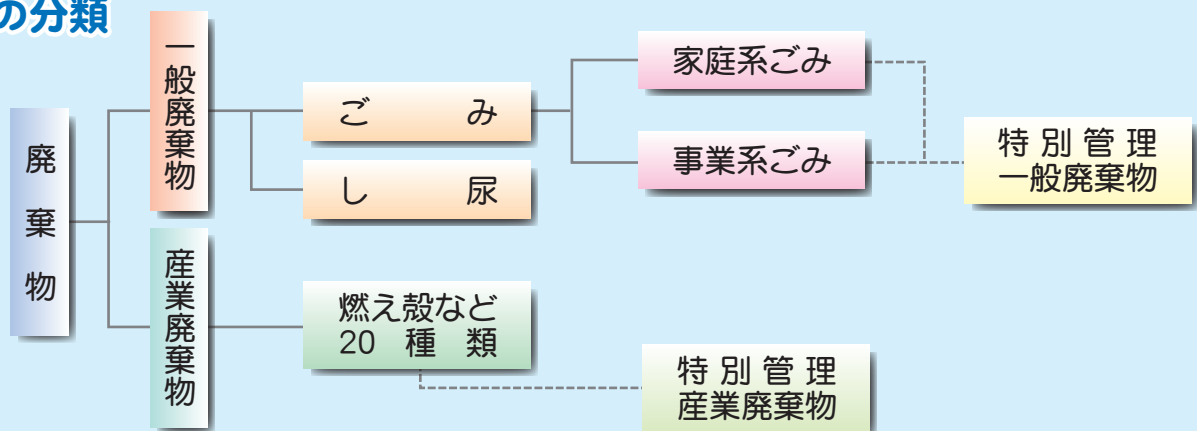 の分類
廃棄物
一般廃棄物
ごみ
し尿
家庭系ごみ
事業系ごみ
特別管理
一般廃棄物
産業廃棄物
燃え殻など
20 種 類
特別管理
産業廃棄物